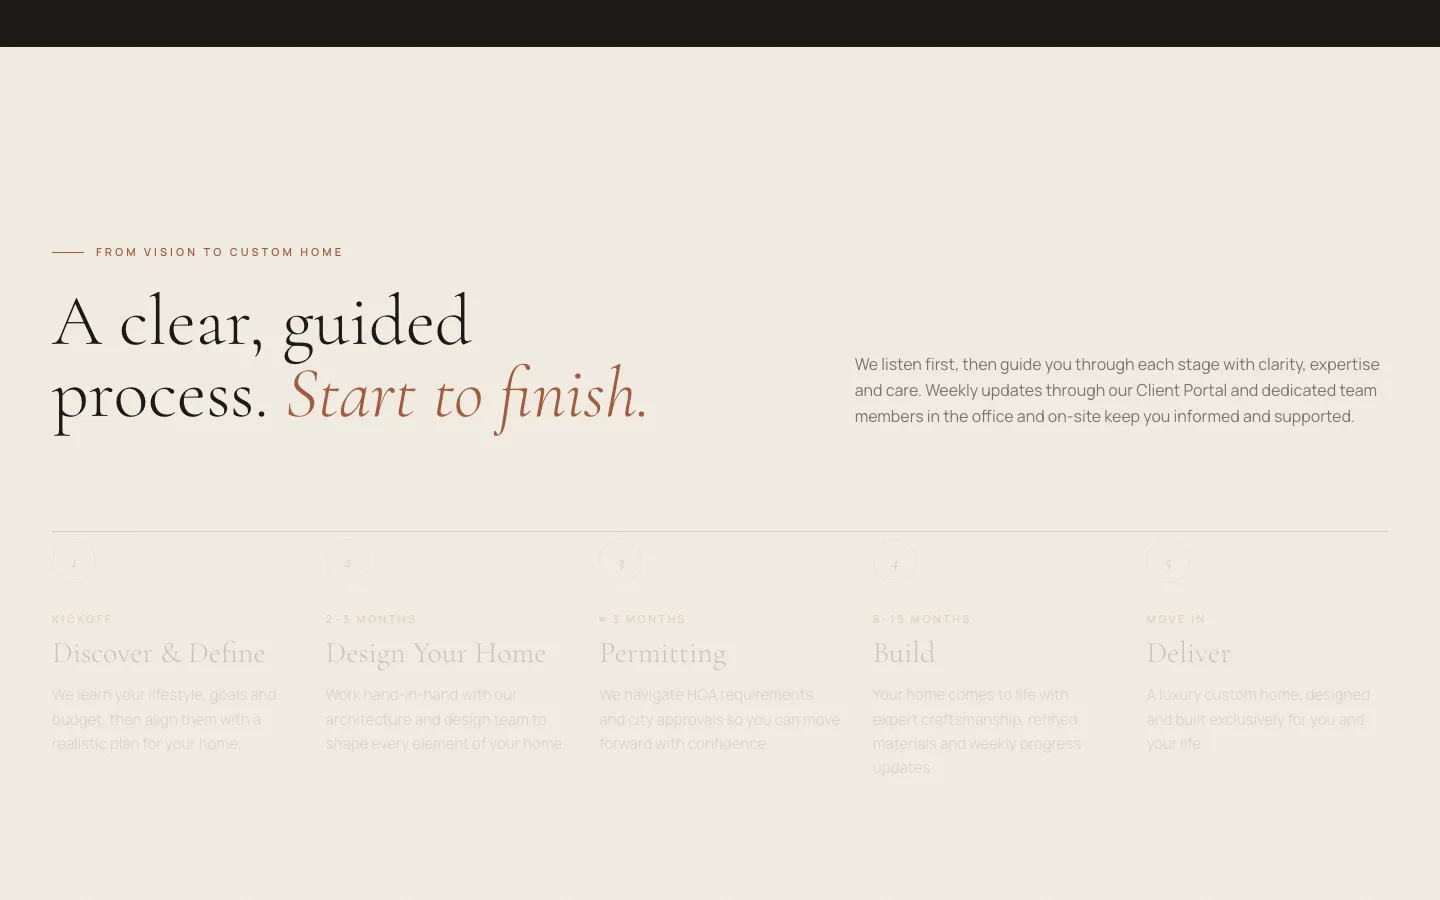 FROM VISION TO CUSTOM HOME
A clear, guided
process. Start to finish.
We listen first, then guide you through each stage with clarity, expertise
and care. Weekly updates through our Client Portal and dedicated team
members in the office and on-site keep you informed and supported.
1
KICKOFF
Discover & Define
We learn your lifestyle, goals and
budget, then align them with a
realistic plan for your home.
2
2–3 MONTHS
Design Your Home
Work hand-in-hand with our
architecture and design team to
shape every element of your home.
3
≈ 3 MONTHS
Permitting
We navigate HOA requirements
and city approvals so you can move
forward with confidence.
4
8–15 MONTHS
Build
Your home comes to life with
expert craftsmanship, refined
materials and weekly progress
updates.
5
MOVE IN
Deliver
A luxury custom home, designed
and built exclusively for you and
your life.